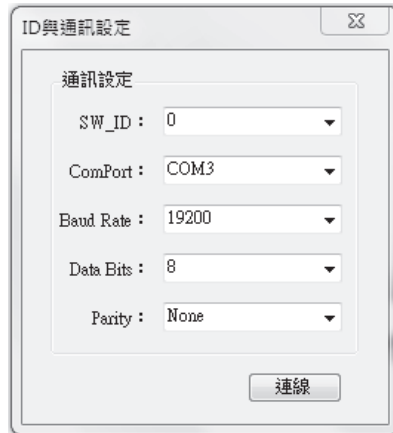 ID與通訊設定
通訊設定
SW_ID： 0
ComPort： COM3
Baud Rate： 19200
Data Bits： 8
Parity： None
連線